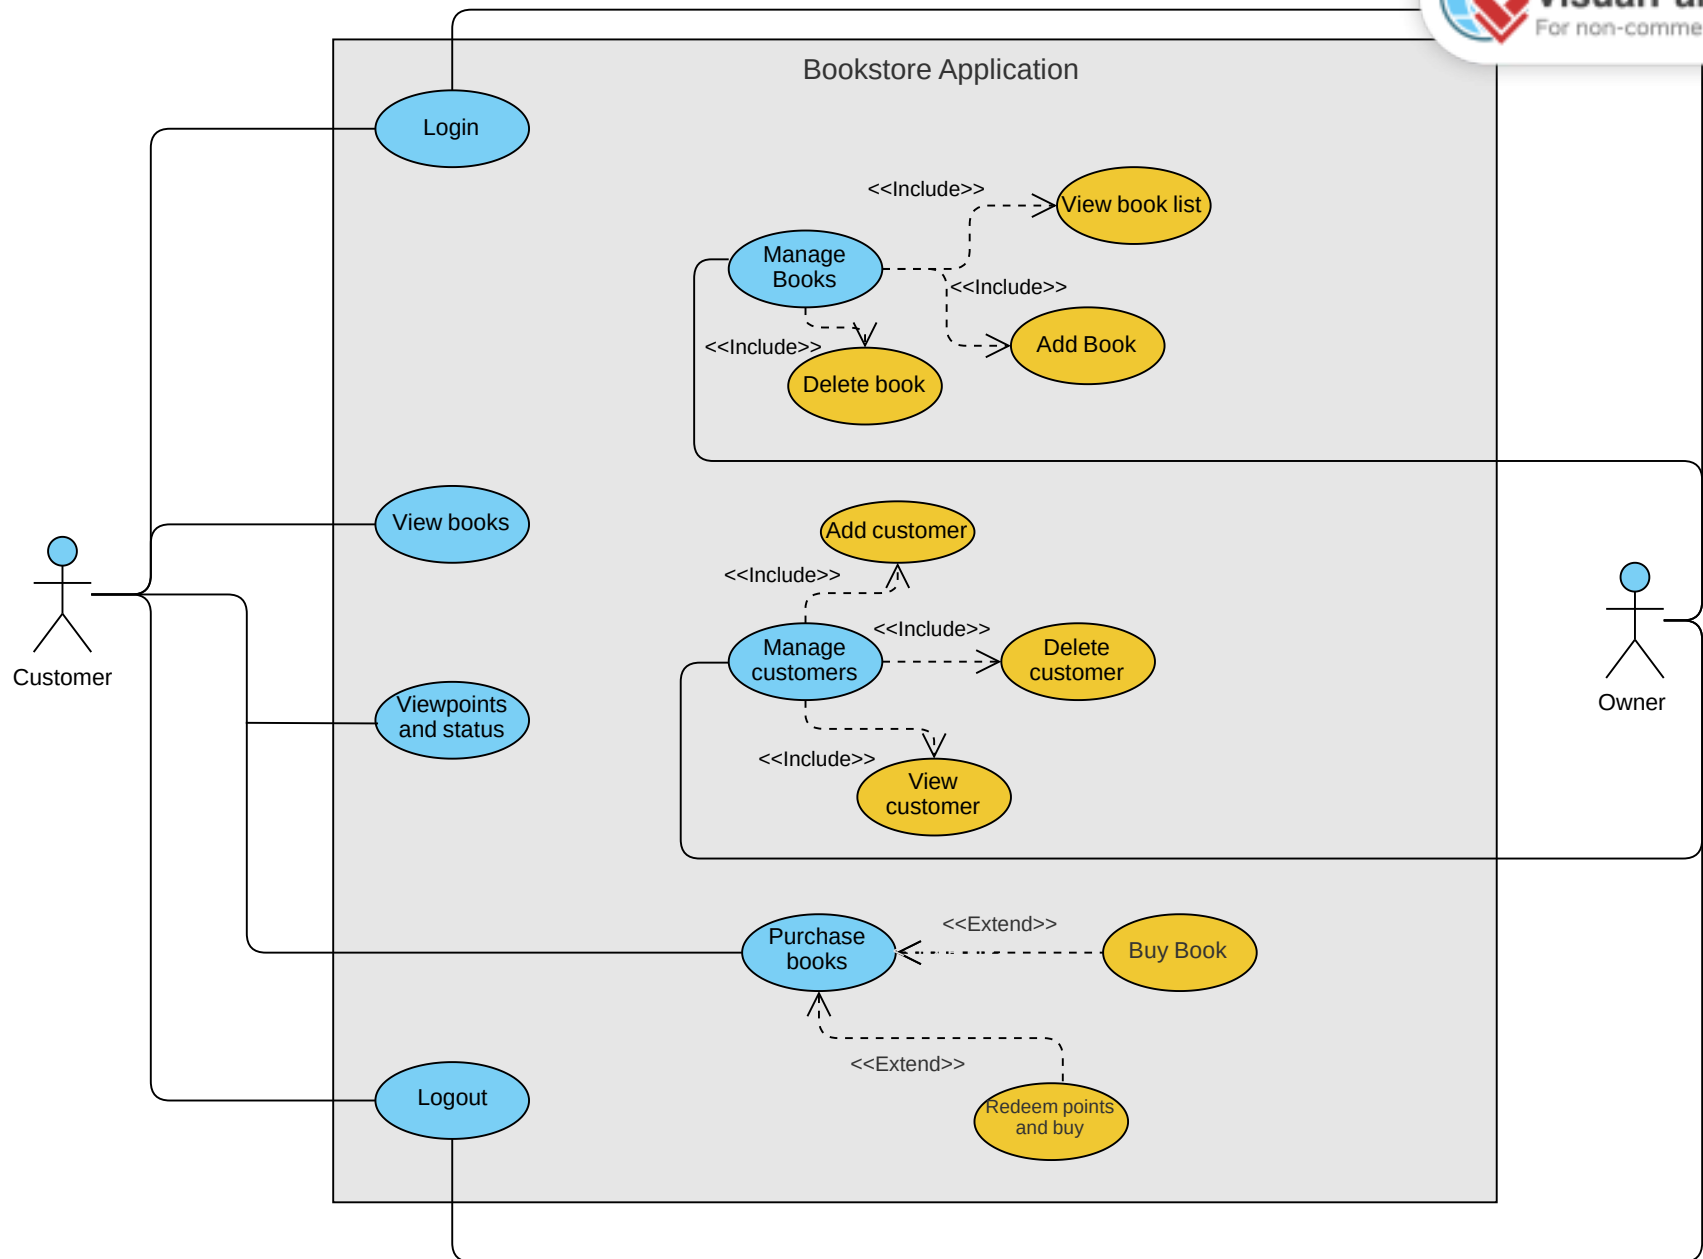 For non-comme
Bookstore Application
Login
<<Include>>
View book list
Manage
Books
<<Include>>
<<Include>>
Add Book
Delete book
View books
Add customer
<<Include>>
<<Include>>
Manage
customers
Delete
customer
Customer
Owner
Viewpoints
and status
<<Include>>
View
customer
Purchase
books
<<Extend>>
Buy Book
<<Extend>>
Logout
Redeem points
and buy